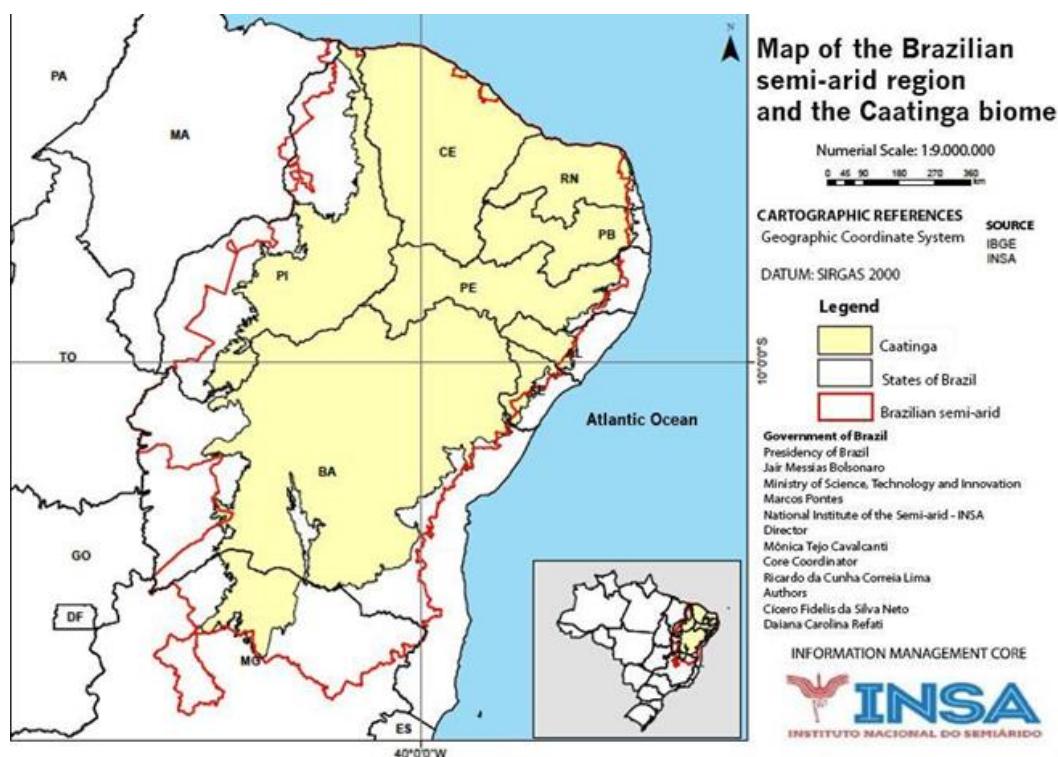 N
PA
MA
CE
RN
PB
PI
PE
TO
AL
SE
10°0'0"S
Atlantic Ocean
BA
GO
DF
MG
ES
40°0'0"W
Map of the Brazilian
semi-arid region
and the Caatinga biome
Numerial Scale: 1:9.000.000
0 45 90 180 270 360
km
CARTOGRAPHIC REFERENCES
Geographic Coordinate System
SOURCE
IBGE
INSA
DATUM: SIRGAS 2000
Legend
Caatinga
States of Brazil
Brazilian semi-arid
Government of Brazil
Presidency of Brazil
Jair Messias Bolsonaro
Ministry of Science, Technology and Innovation
Marcos Pontes
National Institute of the Semi-arid - INSA
Director
Mônica Tejo Cavalcanti
Core Coordinator
Ricardo da Cunha Correia Lima
Authors
Cícero Fidelis da Silva Neto
Daiana Carolina Refati
INFORMATION MANAGEMENT CORE
INSA
INSTITUTO NACIONAL DO SEMIÁRIDO